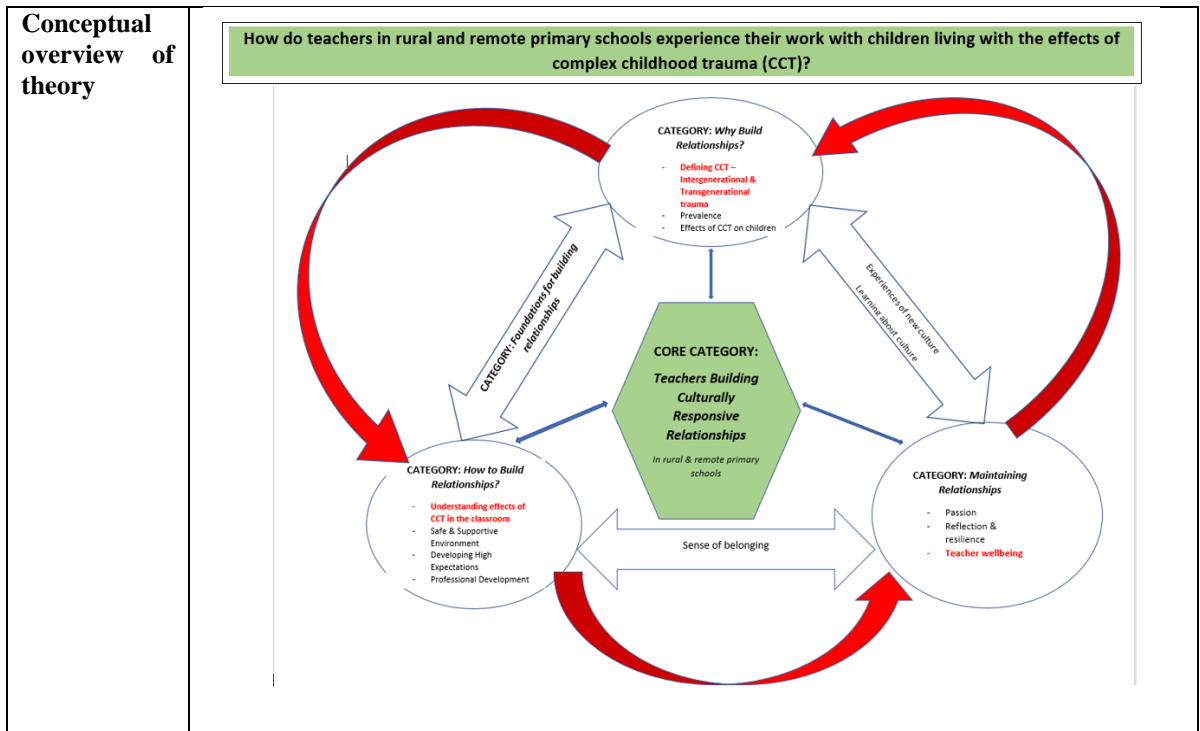 Conceptual
overview of
theory
How do teachers in rural and remote primary schools experience their work with children living with the effects of
complex childhood trauma (CCT)?
CATEGORY: Why Build
Relationships?
- Defining CCT –
Intergenerational &
Transgenerational
trauma
- Prevalence
- Effects of CCT on children
CATEGORY: Foundations for building
relationships
Experiences of new culture
Learning about culture
CORE CATEGORY:
Teachers Building
Culturally
Responsive
Relationships
In rural & remote primary
schools
CATEGORY: How to Build
Relationships?
- Understanding effects of
CCT in the classroom
- Safe & Supportive
Environment
- Developing High
Expectations
- Professional Development
Sense of belonging
CATEGORY: Maintaining
Relationships
- Passion
- Reflection &
resilience
- Teacher wellbeing